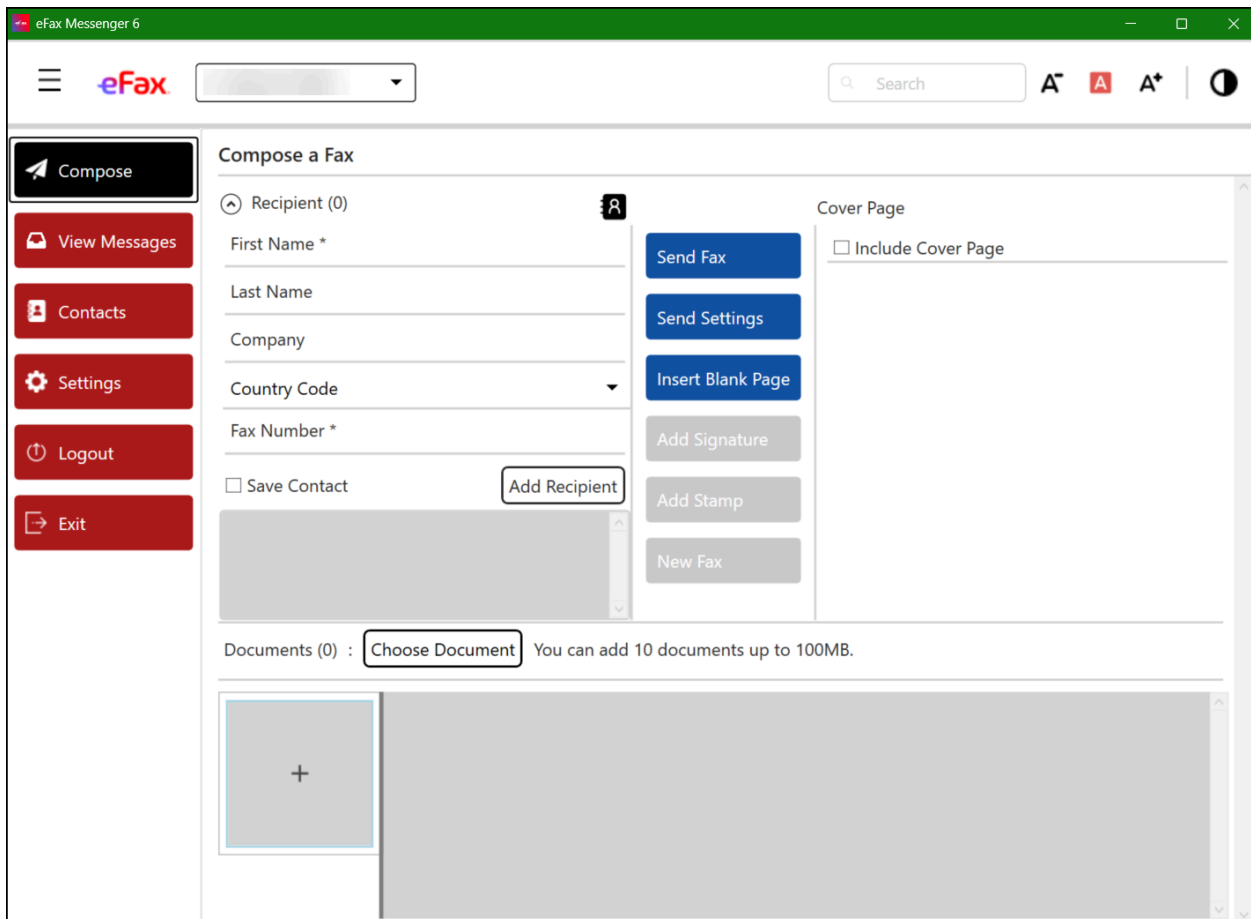 eFax Messenger 6
eFax
Search
A-
A
A+
Compose
View Messages
Contacts
Settings
Logout
Exit
Compose a Fax
Recipient (0)
First Name *
Last Name
Company
Country Code
Fax Number *
Save Contact
Add Recipient
Send Fax
Send Settings
Insert Blank Page
Add Signature
Add Stamp
New Fax
Cover Page
Include Cover Page
Documents (0) : Choose Document You can add 10 documents up to 100MB.
+